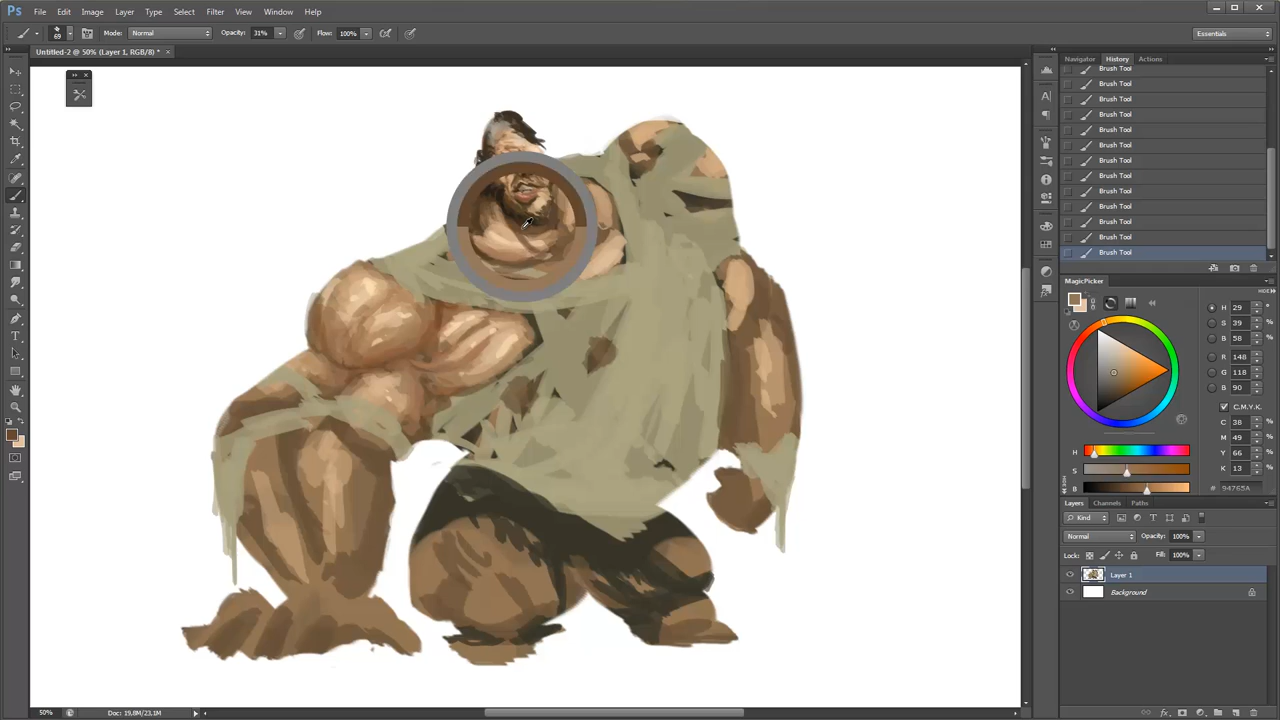 Ps File Edit Image Layer Type Select Filter View Window Help
69 Mode: Normal Opacity: 31% Flow: 100% Essentials
Untitled-2 @ 50% (Layer 1, RGB/8) * ×
Navigator History Actions
Brush Tool
Brush Tool
Brush Tool
Brush Tool
Brush Tool
Brush Tool
Brush Tool
Brush Tool
Brush Tool
Brush Tool
Brush Tool
Brush Tool
Brush Tool
MagicPicker
HIDE
H 29 °
S 39 %
B 58 %
R 148
G 118
B 90
C.M.Y.K.
C 38 %
M 49 %
Y 66 %
K 13 %
# 94765A
H
S
B
Layers Channels Paths
Kind
Normal Opacity: 100%
Lock: Fill: 100%
Layer 1
Background
50% Doc: 19,8M/23,1M